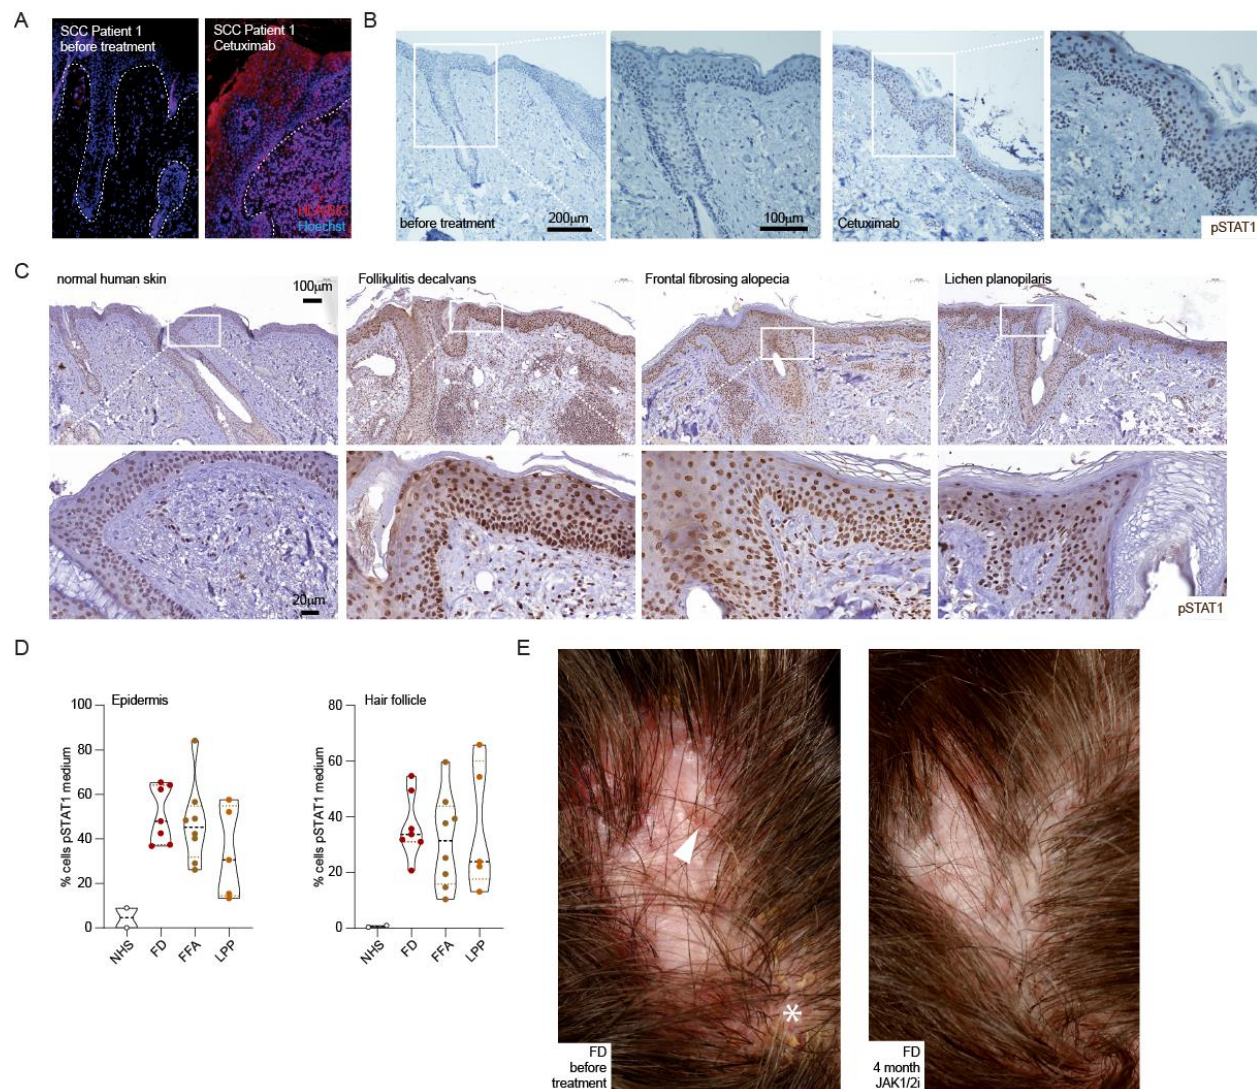 A
SCC Patient 1
before treatment
SCC Patient 1
Cetuximab
HLA-B/C
Hoechst
B
before treatment
200μm
100μm
Cetuximab
pSTAT1
C
normal human skin
100μm
Follikulitis decalvans
Frontal fibrosing alopecia
Lichen planopilaris
20μm
pSTAT1
D
Epidermis
% cells pSTAT1 medium
100
80
60
40
20
0
NHS
FD
FFA
LPP
Hair follicle
% cells pSTAT1 medium
80
60
40
20
0
NHS
FD
FFA
LPP
E
*
FD
before
treatment
FD
4 month
JAK1/2i